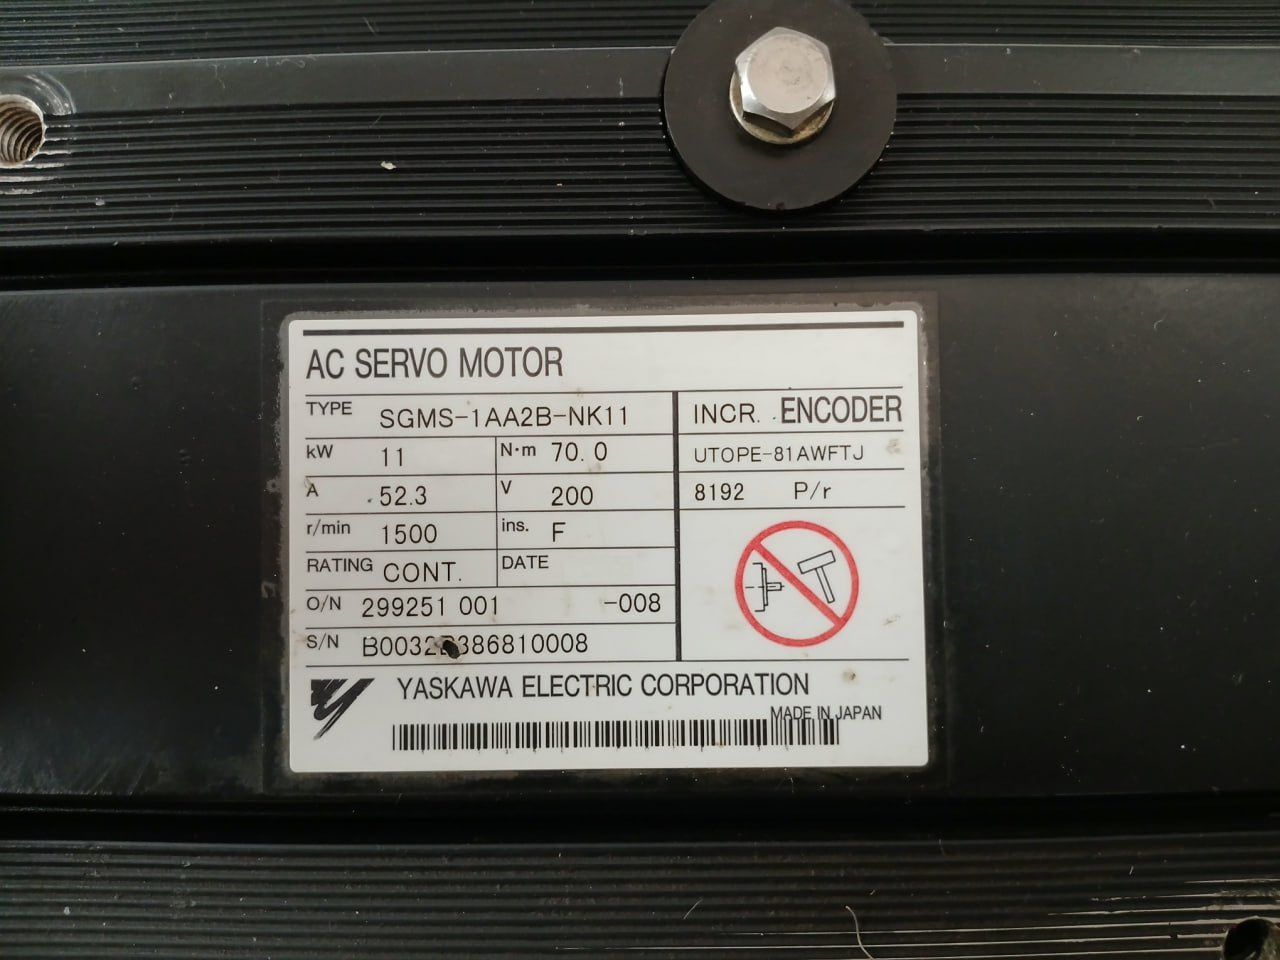 AC SERVO MOTOR
TYPE SGMS-1AA2B-NK11
kW 11 N·m 70.0
A 52.3 V 200
r/min 1500 ins. F
RATING CONT. DATE
O/N 299251 001 -008
S/N
INCR. ENCODER
UTOPE-81AWFTJ
8192 P/r
YASKAWA ELECTRIC CORPORATION
MADE IN JAPAN